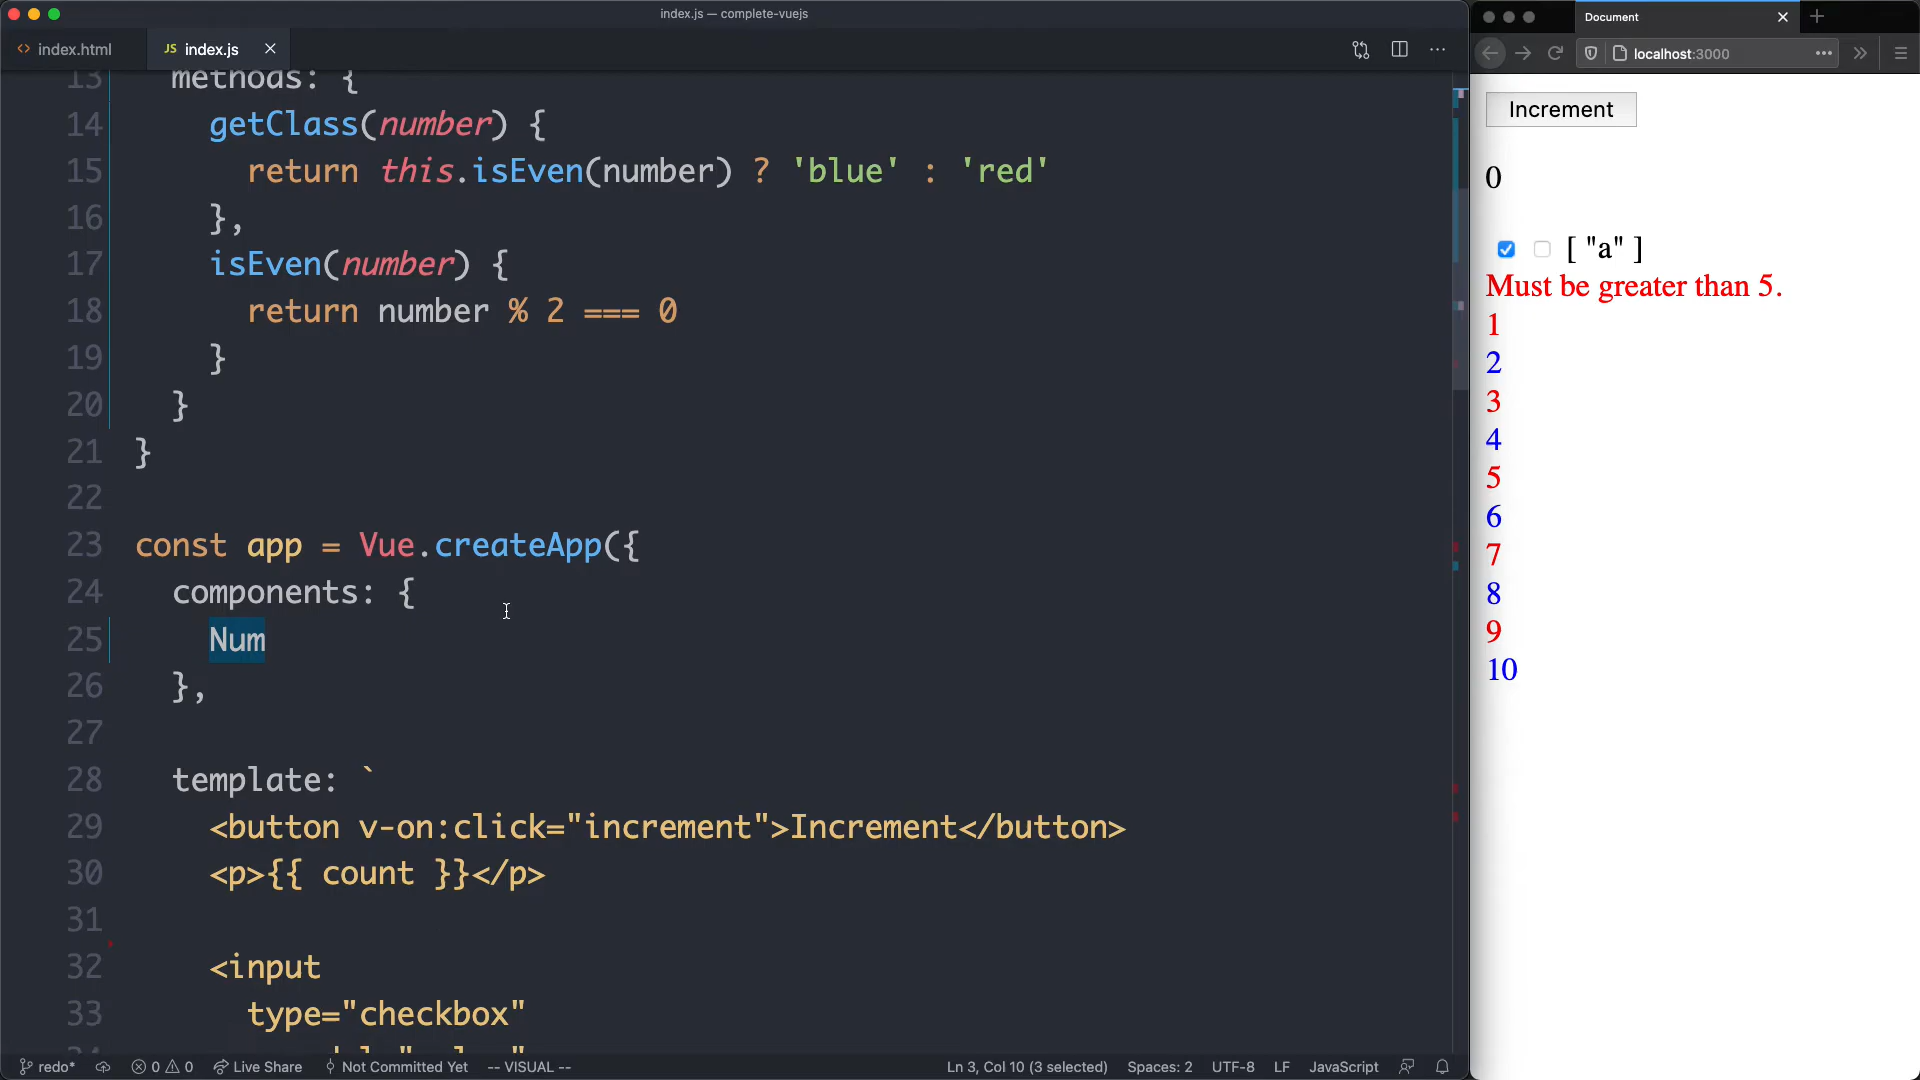 index.js — complete-vuejs
index.html
JS index.js
13 methods: {
14 getClass(number) {
15 return this.isEven(number) ? 'blue' : 'red'
16 },
17 isEven(number) {
18 return number % 2 === 0
19 }
20 }
21 }
22
23 const app = Vue.createApp({
24 components: {
25 Num
26 },
27
28 template: `
29 <button v-on:click="increment">Increment</button>
30 <p>{{ count }}</p>
31
32 <input
33 type="checkbox"
redo* 0 0 Live Share Not Committed Yet -- VISUAL -- Ln 3, Col 10 (3 selected) Spaces: 2 UTF-8 LF JavaScript
Document
localhost:3000
Increment
0
[ "a" ]
Must be greater than 5.
1
2
3
4
5
6
7
8
9
10